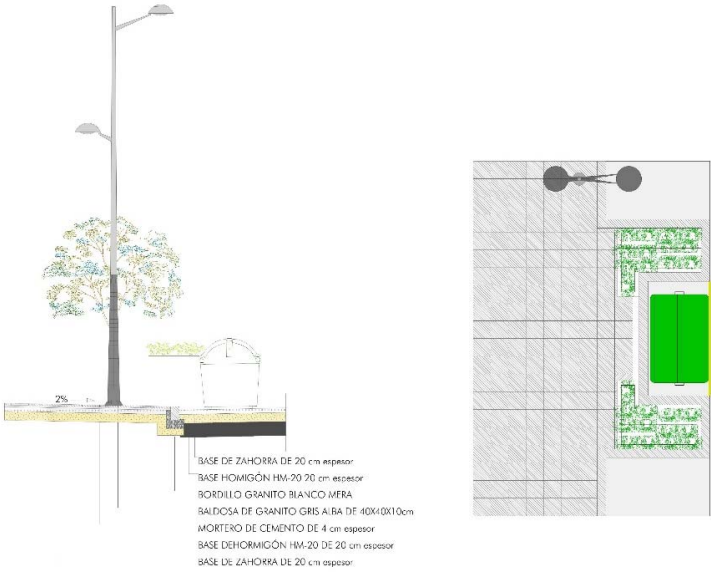 2%
BASE DE ZAHORRA DE 20 cm espesor
BASE HOMIGÓN HM-20 20 cm espesor
BORDILLO GRANITO BLANCO MERA
BALDOSA DE GRANITO GRIS ALBA DE 40X40X10cm
MORTERO DE CEMENTO DE 4 cm espesor
BASE DEHORMIGÓN HM-20 DE 20 cm espesor
BASE DE ZAHORRA DE 20 cm espesor